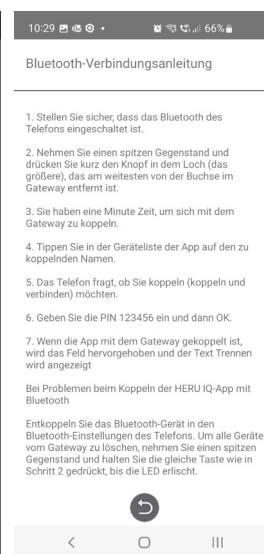 10:29
66%
Bluetooth-Verbindungsanleitung
1. Stellen Sie sicher, dass das Bluetooth des
Telefons eingeschaltet ist.
2. Nehmen Sie einen spitzen Gegenstand und
drücken Sie kurz den Knopf in dem Loch (das
größere), das am weitesten von der Buchse im
Gateway entfernt ist.
3. Sie haben eine Minute Zeit, um sich mit dem
Gateway zu koppeln.
4. Tippen Sie in der Geräteliste der App auf den zu
koppelnden Namen.
5. Das Telefon fragt, ob Sie koppeln (koppeln und
verbinden) möchten.
6. Geben Sie die PIN 123456 ein und dann OK.
7. Wenn die App mit dem Gateway gekoppelt ist,
wird das Feld hervorgehoben und der Text Trennen
wird angezeigt
Bei Problemen beim Koppeln der HERU IQ-App mit
Bluetooth
Entkoppeln Sie das Bluetooth-Gerät in den
Bluetooth-Einstellungen des Telefons. Um alle Geräte
vom Gateway zu löschen, nehmen Sie einen spitzen
Gegenstand und halten Sie die gleiche Taste wie in
Schritt 2 gedrückt, bis die LED erlischt.